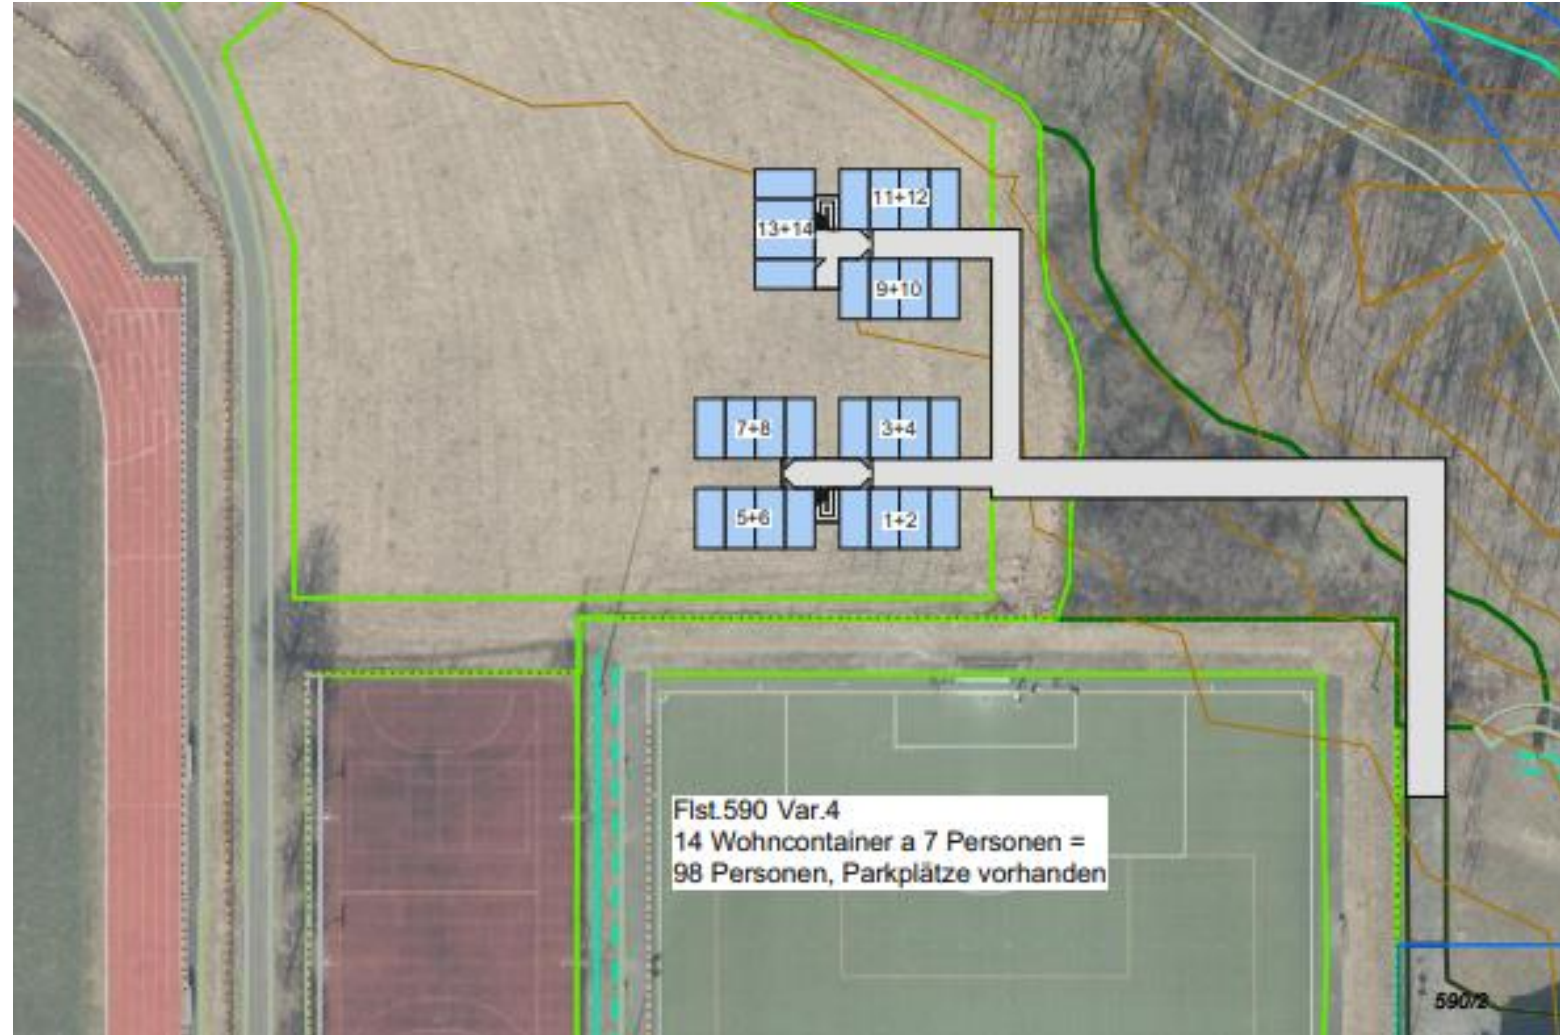 11+12
13+14
9+10
7+8
3+4
5+6
1+2
Flst.590 Var.4
14 Wohncontainer a 7 Personen =
98 Personen, Parkplätze vorhanden
590/2